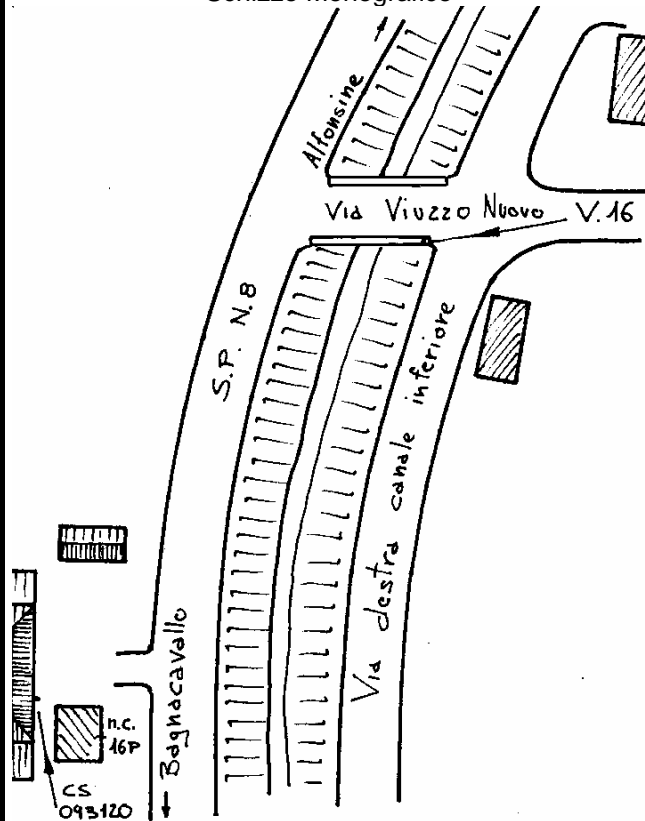 Schizzo monografico
Alfonsine
Via Viuzzo Nuovo
V.16
S.P. N.8
Via destra canale inferiore
Bagnacavallo
n.c.
16P
CS
093120